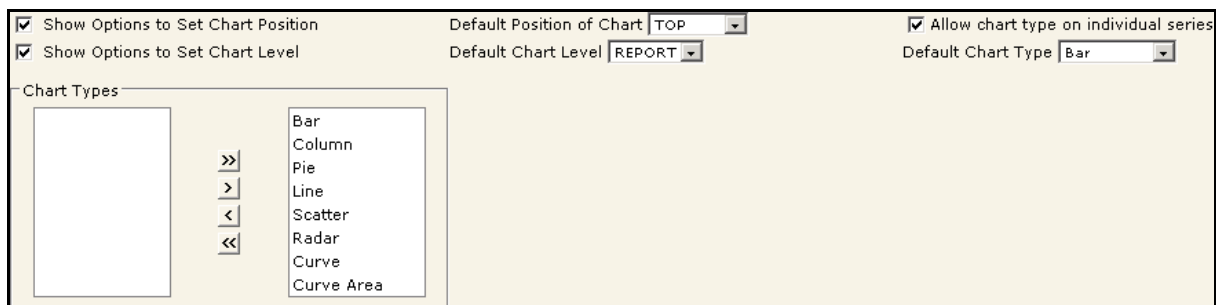 Show Options to Set Chart Position Default Position of Chart TOP Allow chart type on individual series
Show Options to Set Chart Level Default Chart Level REPORT Default Chart Type Bar
Chart Types
Bar
Column
>> Pie
> Line
< Scatter
<< Radar
Curve
Curve Area